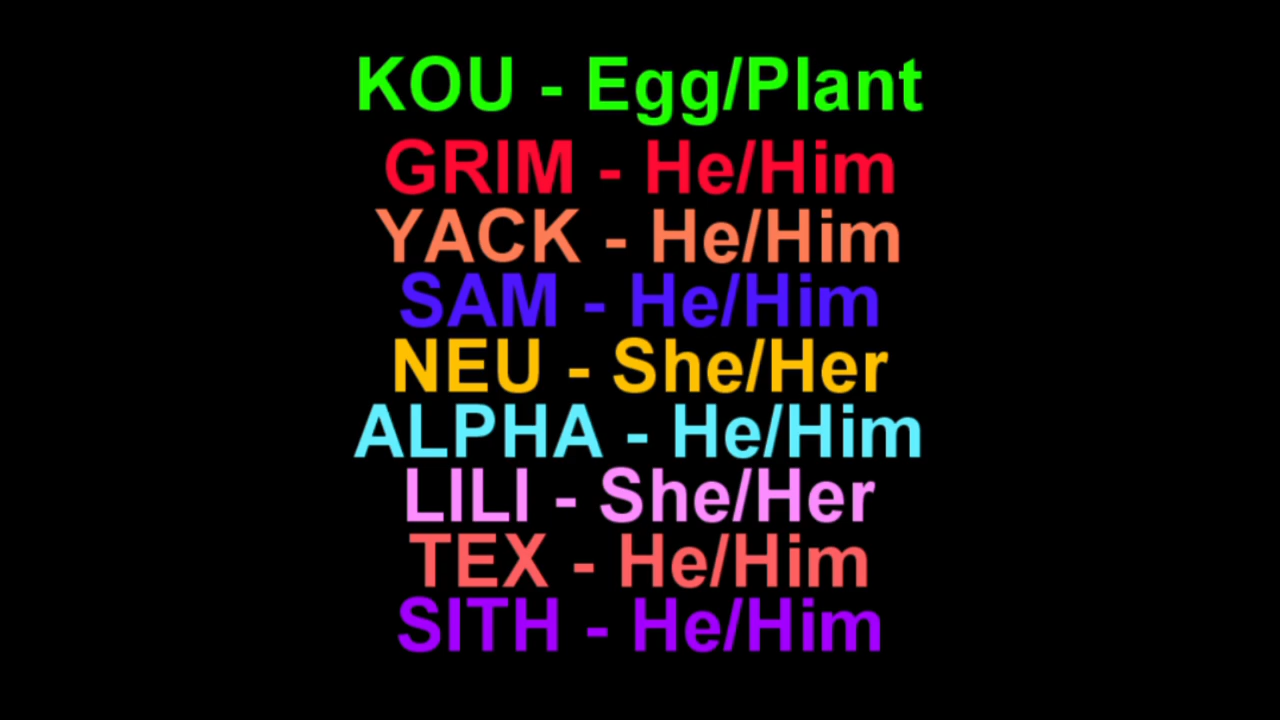 KOU - Egg/Plant
GRIM - He/Him
YACK - He/Him
SAM - He/Him
NEU - She/Her
ALPHA - He/Him
LILI - She/Her
TEX - He/Him
SITH - He/Him